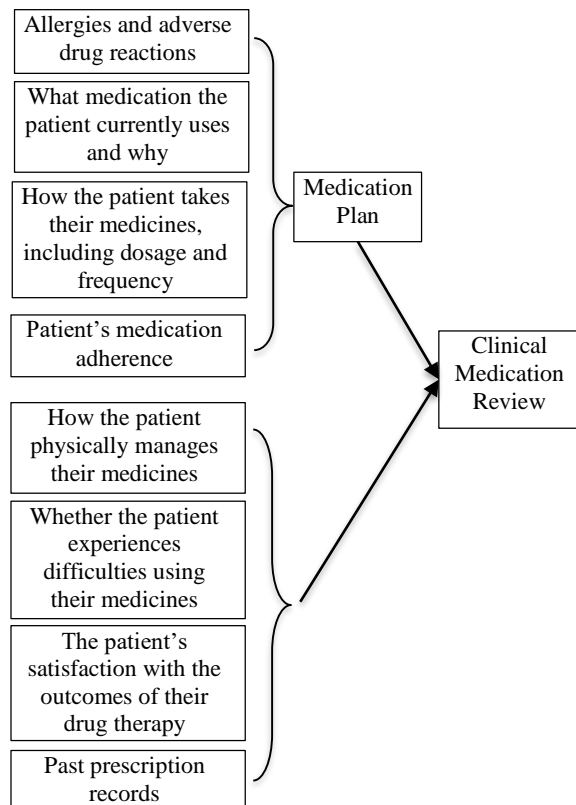 Allergies and adverse
drug reactions
What medication the
patient currently uses
and why
How the patient takes
their medicines,
including dosage and
frequency
Patient’s medication
adherence
Medication
Plan
Clinical
Medication
Review
How the patient
physically manages
their medicines
Whether the patient
experiences
difficulties using
their medicines
The patient’s
satisfaction with the
outcomes of their
drug therapy
Past prescription
records